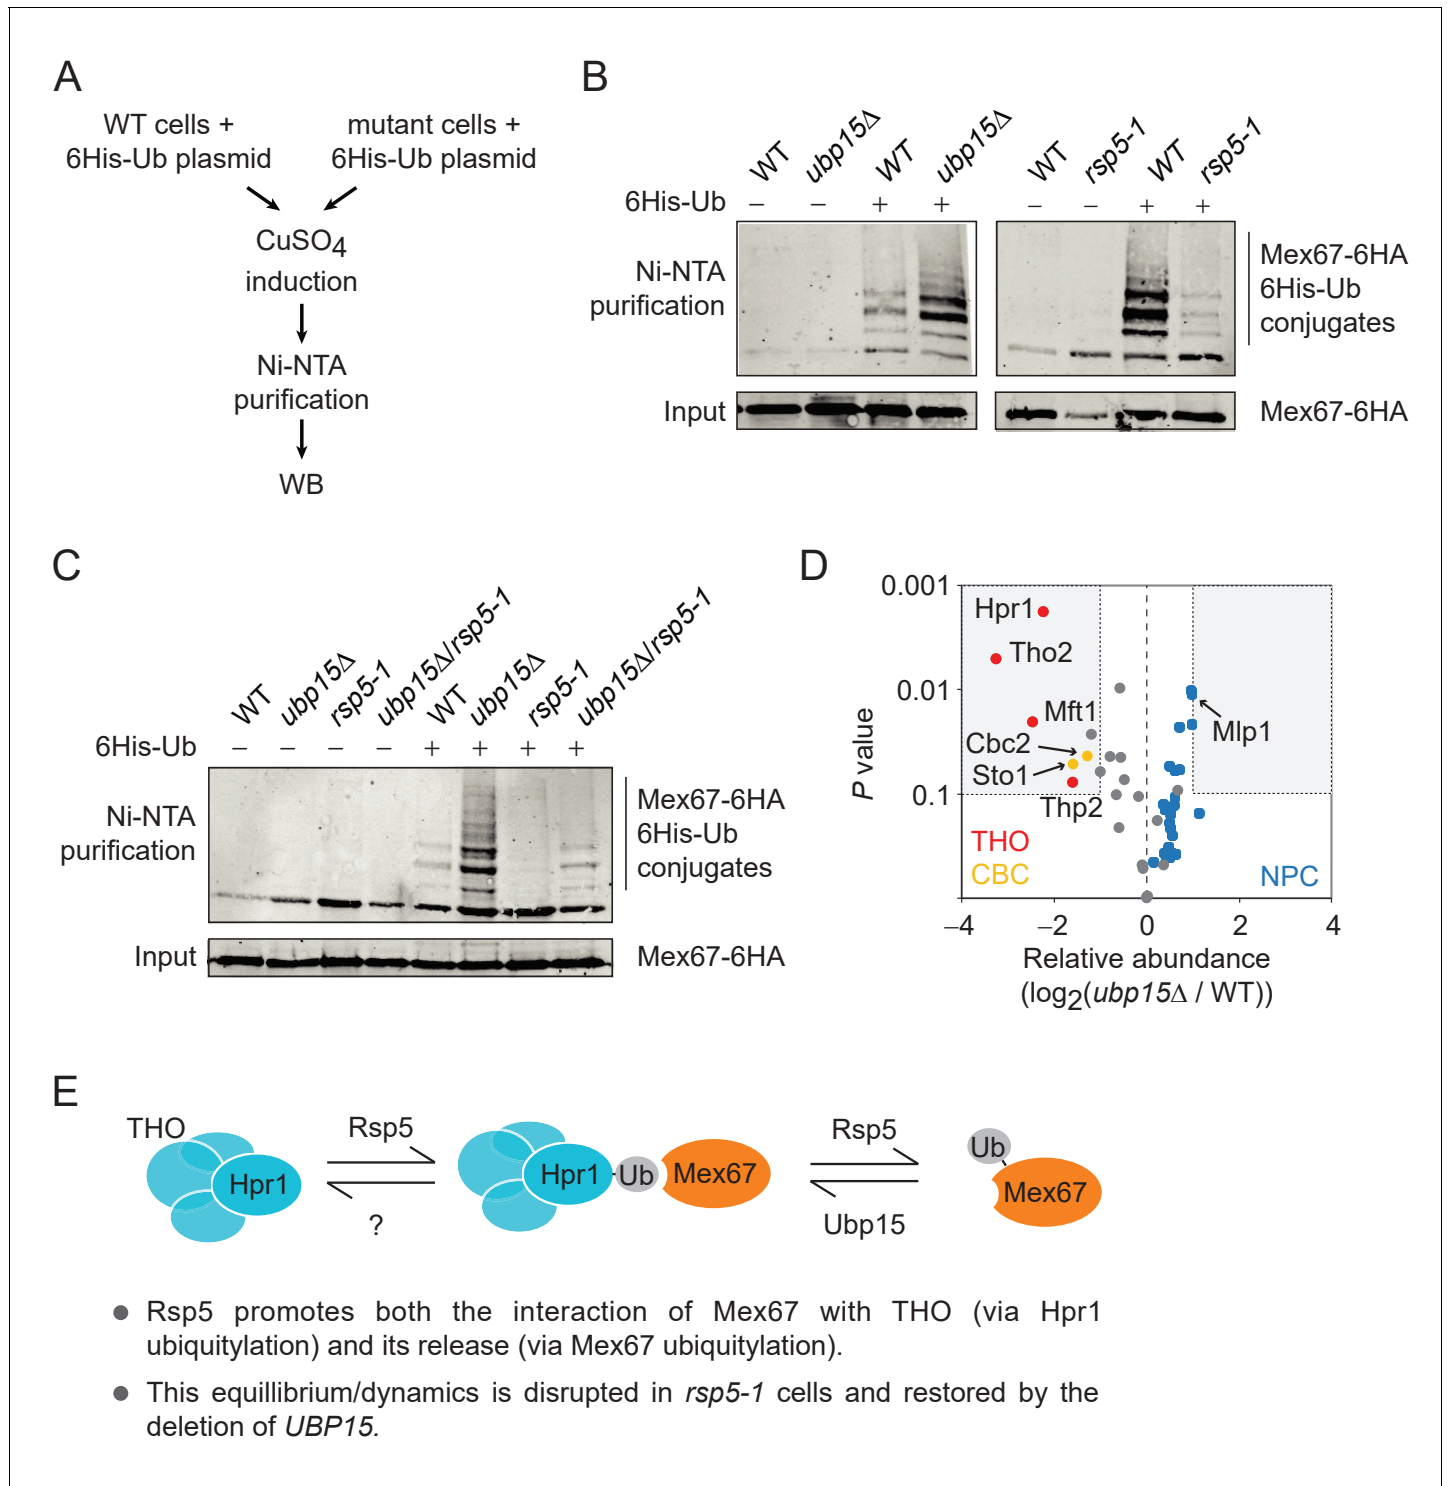 A
WT cells +
6His-Ub plasmid
mutant cells +
6His-Ub plasmid
CuSO4
induction
Ni-NTA
purification
WB
B
WT
ubp15Δ
WT
ubp15Δ
WT
rsp5-1
WT
rsp5-1
6His-Ub
– – + + – – + +
Ni-NTA
purification
Mex67-6HA
6His-Ub
conjugates
Input
Mex67-6HA
C
WT
ubp15Δ
rsp5-1
ubp15Δ/rsp5-1
WT
ubp15Δ
rsp5-1
ubp15Δ/rsp5-1
6His-Ub
– – – – + + + +
Ni-NTA
purification
Mex67-6HA
6His-Ub
conjugates
Input
Mex67-6HA
D
0.001
0.01
0.1
P value
Hpr1
Tho2
Mft1
Cbc2
Sto1
Thp2
Mlp1
THO
CBC
NPC
–4 –2 0 2 4
Relative abundance
(log2(ubp15Δ / WT))
E
THO
Hpr1
Rsp5
?
Hpr1
Ub
Mex67
Rsp5
Ubp15
Ub
Mex67
● Rsp5 promotes both the interaction of Mex67 with THO (via Hpr1
ubiquitylation) and its release (via Mex67 ubiquitylation).
● This equillibrium/dynamics is disrupted in rsp5-1 cells and restored by the
deletion of UBP15.